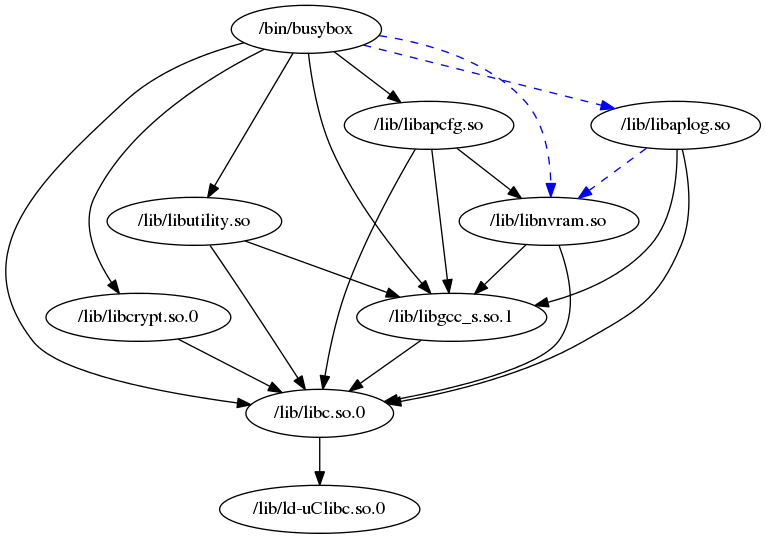 /bin/busybox
/lib/libapcfg.so
/lib/libaplog.so
/lib/libutility.so
/lib/libnvram.so
/lib/libcrypt.so.0
/lib/libgcc_s.so.1
/lib/libc.so.0
/lib/ld-uClibc.so.0